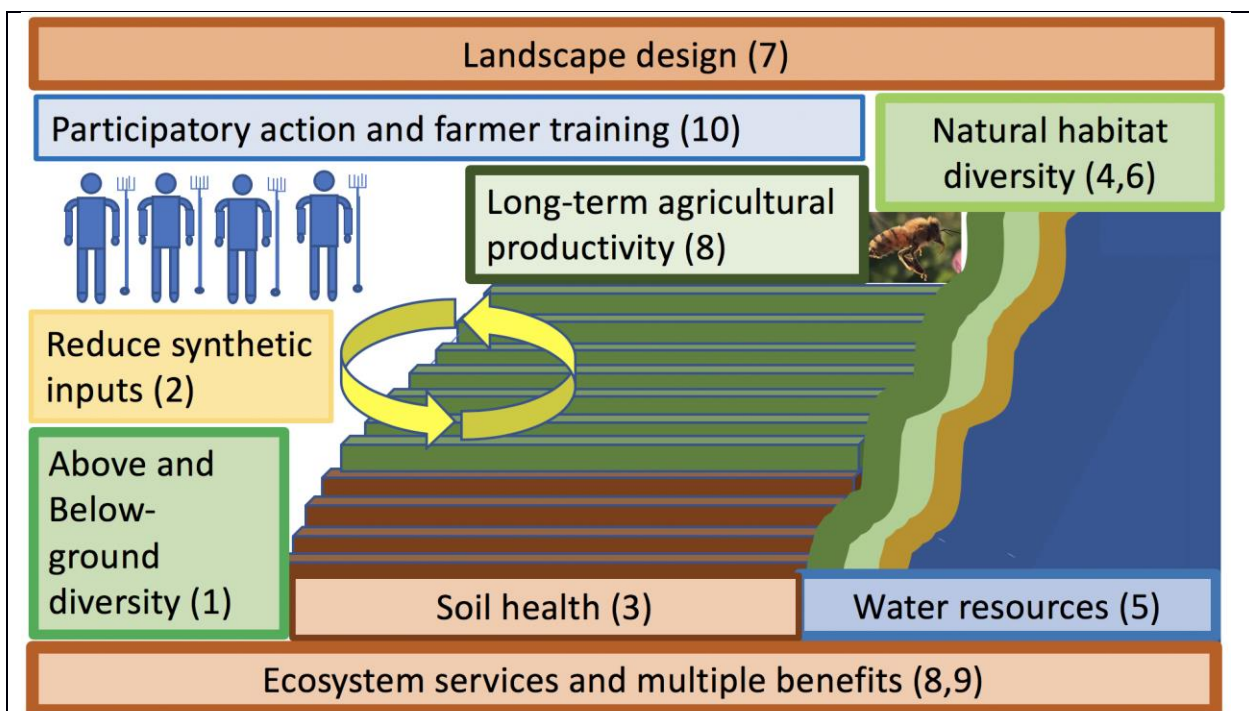 Landscape design (7)
Participatory action and farmer training (10)
Natural habitat
diversity (4,6)
Long-term agricultural
productivity (8)
Reduce synthetic
inputs (2)
Above and
Below-
ground
diversity (1)
Soil health (3)
Water resources (5)
Ecosystem services and multiple benefits (8,9)